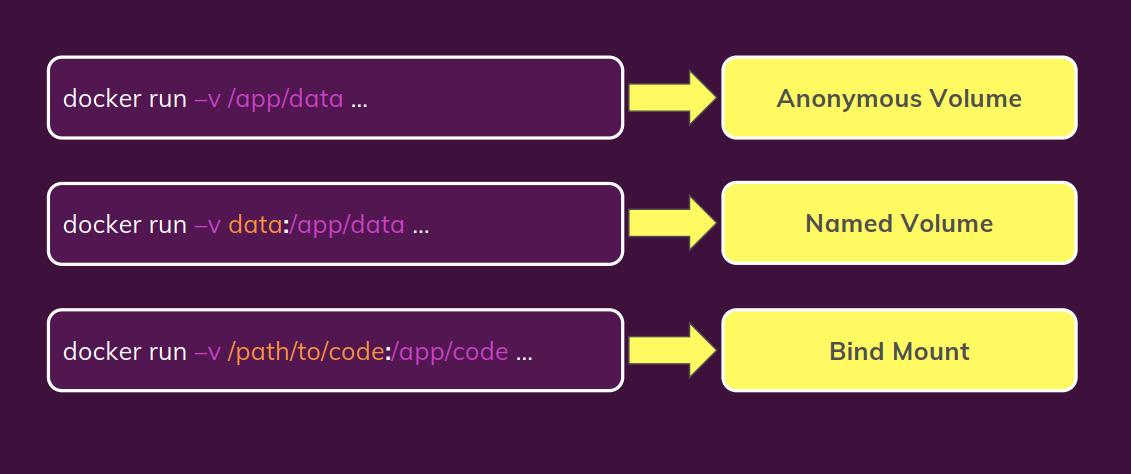 docker run –v /app/data ...
Anonymous Volume
docker run –v data:/app/data ...
Named Volume
docker run –v /path/to/code:/app/code ...
Bind Mount